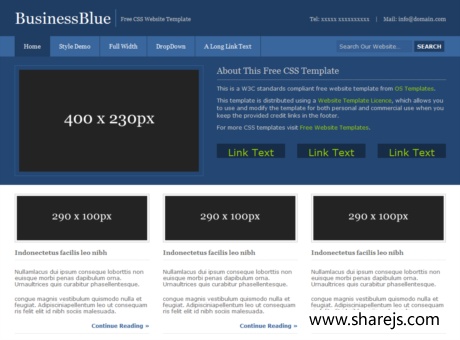 BusinessBlue
Free CSS Website Template
Tel: xxxxx xxxxxxxxxx | Mail: info@domain.com
Home
Style Demo
Full Width
DropDown
A Long Link Text
Search Our Website...
SEARCH
400 x 230px
About This Free CSS Template
This is a W3C standards compliant free website template from OS Templates.
This template is distributed using a Website Template Licence, which allows you
to use and modify the template for both personal and commercial use when you
keep the provided credit links in the footer.
For more CSS templates visit Free Website Templates.
Link Text
Link Text
Link Text
290 x 100px
290 x 100px
290 x 100px
Indonectetus facilis leo nibh
Nullamlacus dui ipsum conseque loborttis non
euisque morbi penas dapibulum orna.
Urnaultrices quis curabitur phasellentesque.
congue magnis vestibulum quismodo nulla et
feugiat. Adipisciniapellentum leo ut consequam
ris felit elit id nibh sociis malesuada.
Continue Reading »
Indonectetus facilis leo nibh
Nullamlacus dui ipsum conseque loborttis non
euisque morbi penas dapibulum orna.
Urnaultrices quis curabitur phasellentesque.
congue magnis vestibulum quismodo nulla et
feugiat. Adipisciniapellentum leo ut consequam
ris felit elit id nibh sociis malesuada.
Continue Reading »
Indonectetus facilis leo nibh
Nullamlacus dui ipsum conseque loborttis non
euisque morbi penas dapibulum orna.
Urnaultrices quis curabitur phasellentesque.
congue magnis vestibulum quismodo nulla et
feugiat. Adipisciniapellentum leo ut consequam
www.sharejs.com